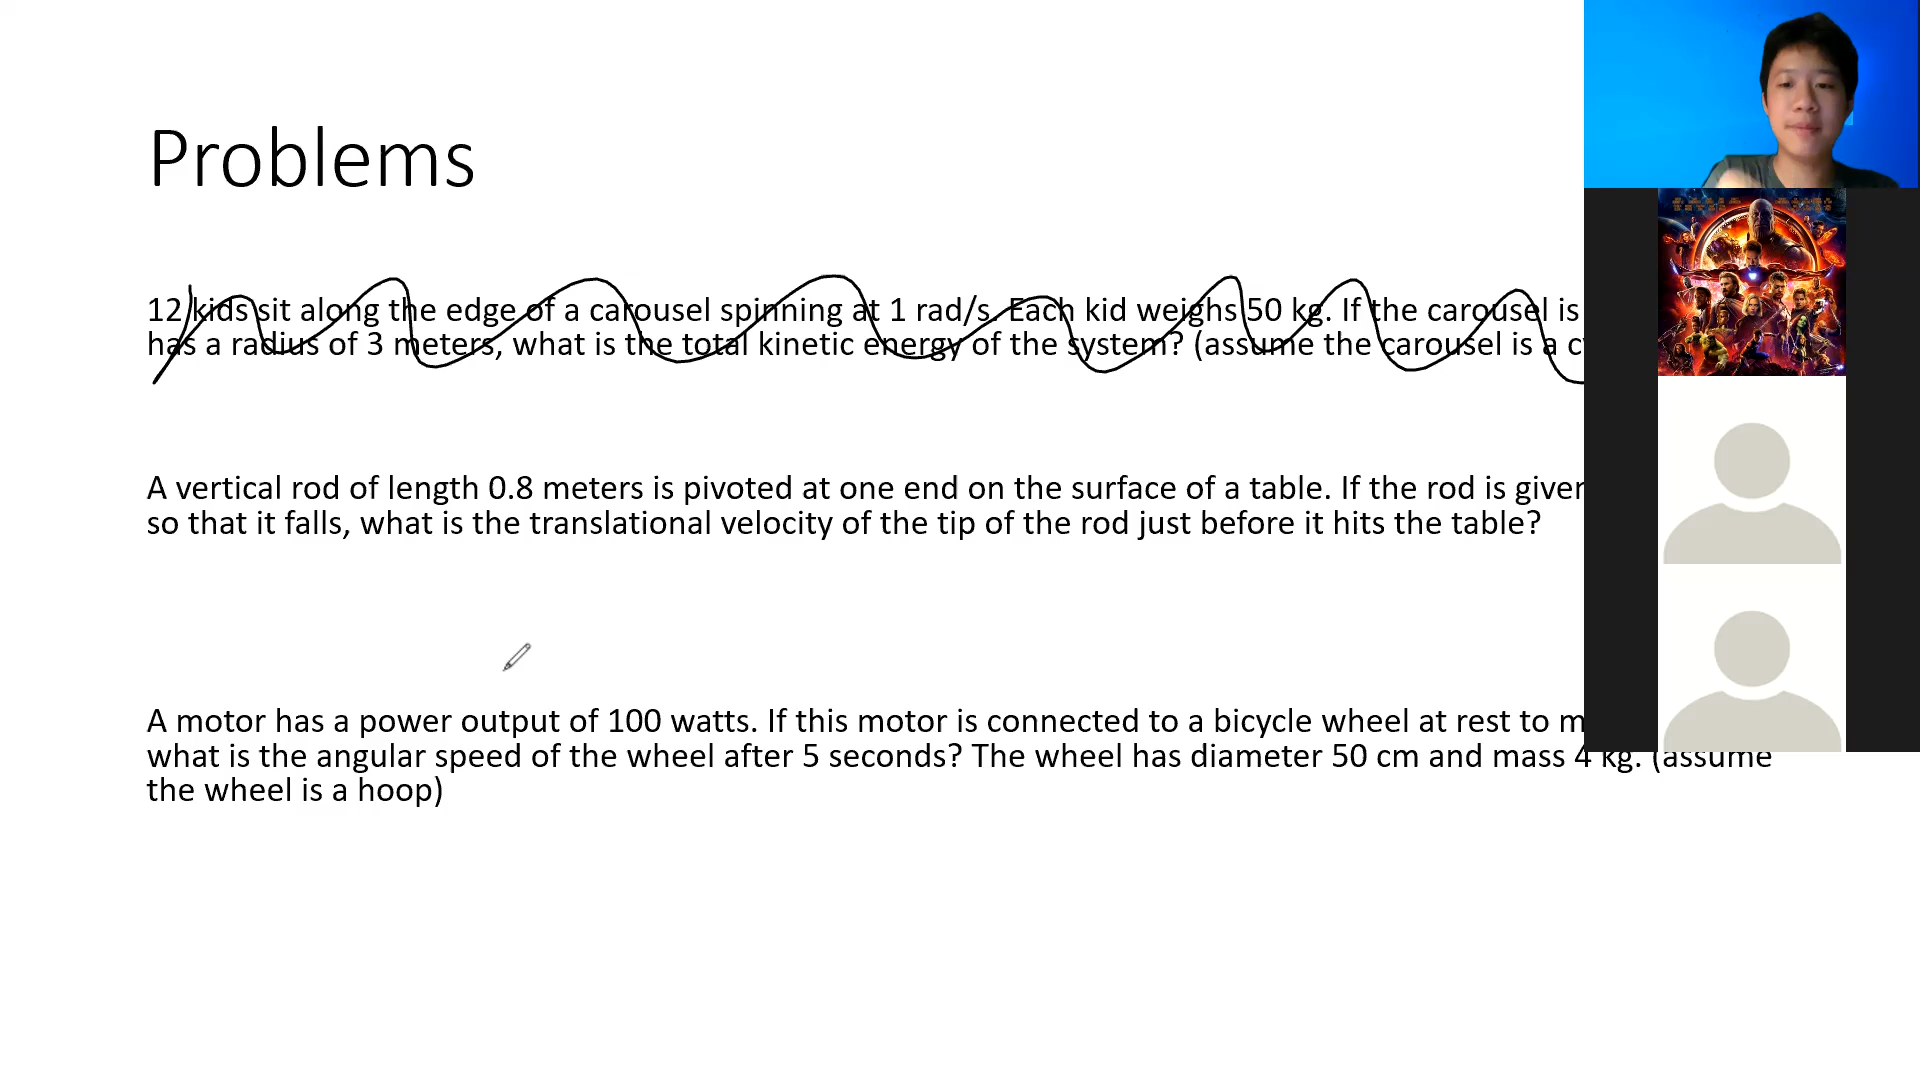 Problems
12 kids sit along the edge of a carousel spinning at 1 rad/s. Each kid weighs 50 kg. If the carousel is
has a radius of 3 meters, what is the total kinetic energy of the system? (assume the carousel is a
A vertical rod of length 0.8 meters is pivoted at one end on the surface of a table. If the rod is
so that it falls, what is the translational velocity of the tip of the rod just before it hits the table?
A motor has a power output of 100 watts. If this motor is connected to a bicycle wheel at rest to
what is the angular speed of the wheel after 5 seconds? The wheel has diameter 50 cm and mass 4 kg. (assume
the wheel is a hoop)